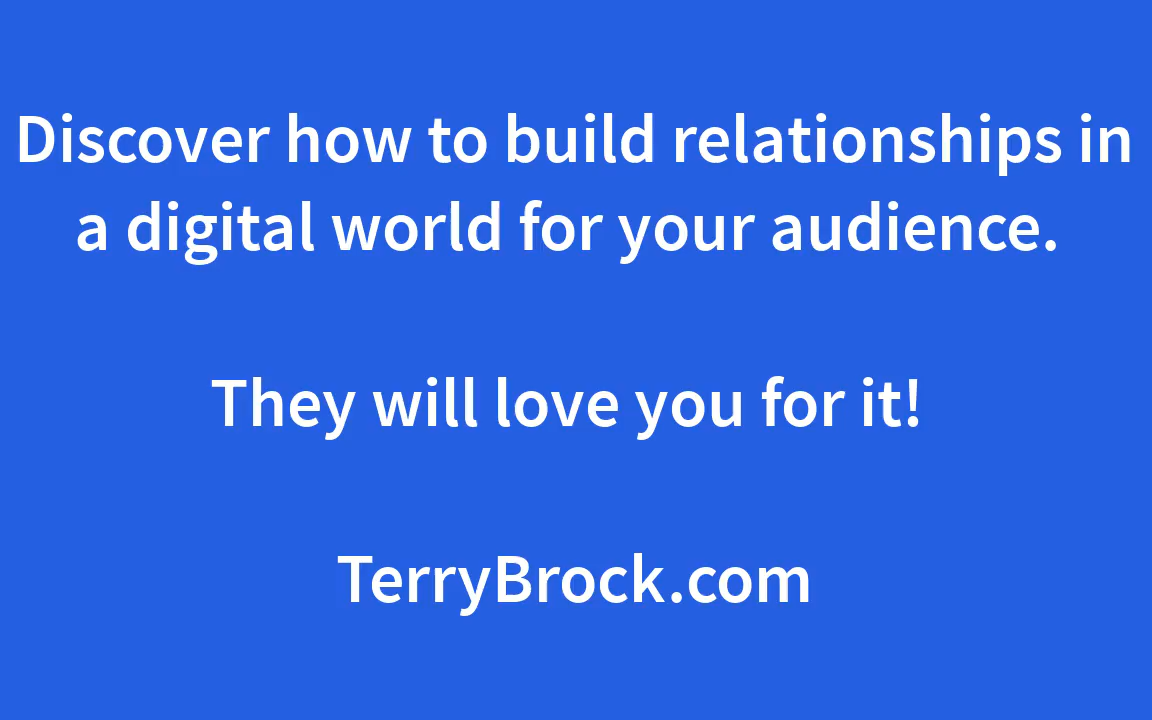 Discover how to build relationships in
a digital world for your audience.
They will love you for it!
TerryBrock.com